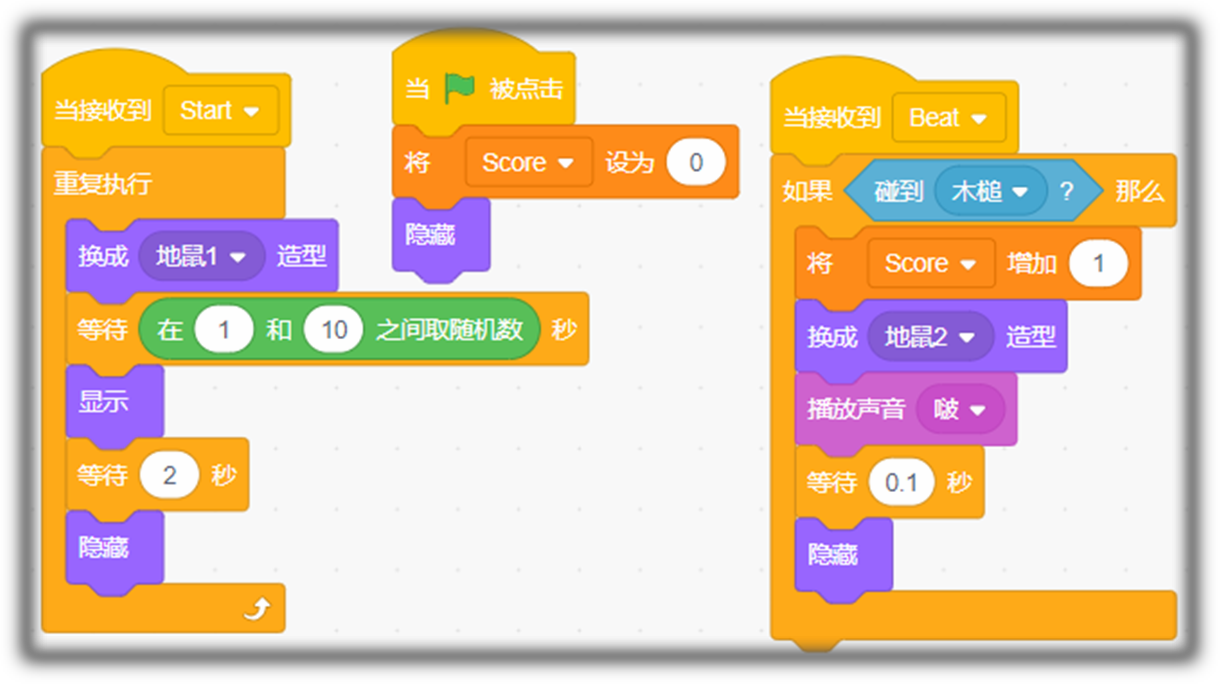 当接收到 Start
重复执行
换成 地鼠1 造型
等待 在 1 和 10 之间取随机数 秒
显示
等待 2 秒
隐藏
当 被点击
将 Score 设为 0
隐藏
当接收到 Beat
如果 碰到 木槌 ? 那么
将 Score 增加 1
换成 地鼠2 造型
播放声音 啵
等待 0.1 秒
隐藏